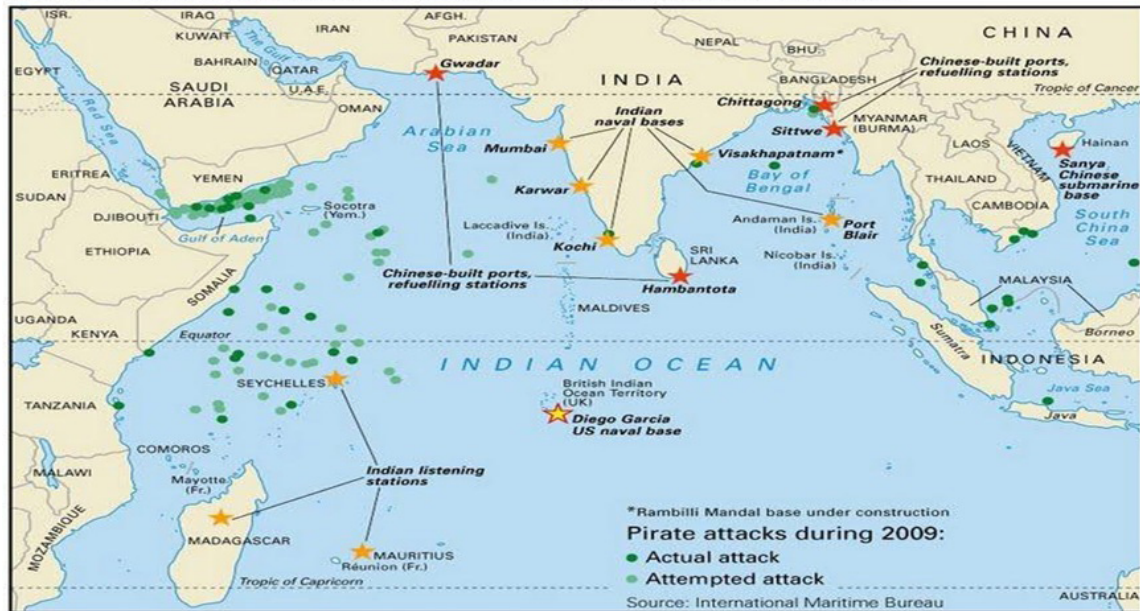 ISR.
IRAQ
KUWAIT
IRAN
AFGH.
PAKISTAN
NEPAL
BHU.
CHINA
EGYPT
BAHRAIN
The Gulf
QATAR
U.A.E.
SAUDI
ARABIA
OMAN
Gwadar
INDIA
BANGLADESH
Chinese-built ports,
refuelling stations
Tropic of Cancer
Red Sea
Arabian
Sea
Indian
naval bases
Chittagong
Sittwe
MYANMAR
(BURMA)
LAOS
VIETNAM
Hainan
Sanya,
Chinese
submarine
base
Mumbai
Visakhapatnam*
Bay of
Bengal
THAILAND
ERITREA
YEMEN
SUDAN
DJIBOUTI
Socotra
(Yem.)
Gulf of Aden
Karwar
Laccadive Is.
(India)
Kochi
Andaman Is.
(India)
Port
Blair
CAMBODIA
South
China
Sea
ETHIOPIA
SOMALIA
Chinese-built ports,
refuelling stations
SRI
LANKA
Hambantota
Nicobar Is.
(India)
MALAYSIA
MALDIVES
UGANDA
KENYA
Equator
Sumatra
Borneo
INDIAN OCEAN
INDONESIA
SEYCHELLES
British Indian
Ocean Territory
(UK)
Diego Garcia
US naval base
Java Sea
Java
TANZANIA
COMOROS
Mayotte
(Fr.)
MALAWI
MOZAMBIQUE
Indian listening
stations
MADAGASCAR
MAURITIUS
Réunion (Fr.)
Tropic of Capricorn
*Rambilli Mandal base under construction
Pirate attacks during 2009:
Actual attack
Attempted attack
Source: International Maritime Bureau
AUSTRALIA